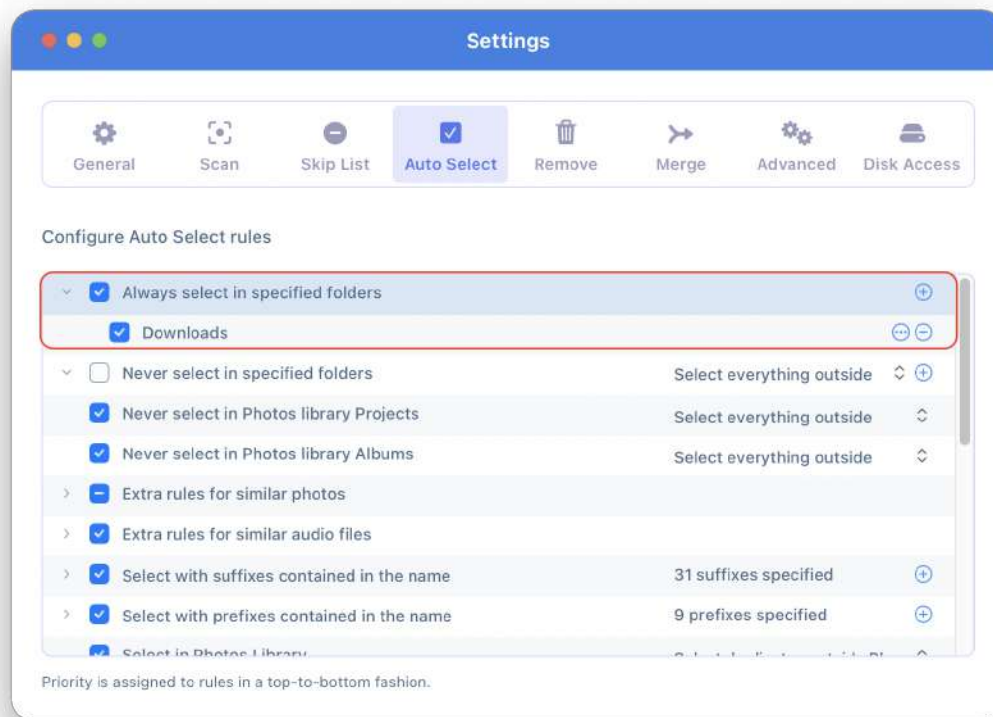 Settings
General Scan Skip List Auto Select Remove Merge Advanced Disk Access
Configure Auto Select rules
Always select in specified folders
Downloads
Never select in specified folders Select everything outside
Never select in Photos library Projects Select everything outside
Never select in Photos library Albums Select everything outside
Extra rules for similar photos
Extra rules for similar audio files
Select with suffixes contained in the name 31 suffixes specified
Select with prefixes contained in the name 9 prefixes specified
Select in Photos Library
Priority is assigned to rules in a top-to-bottom fashion.